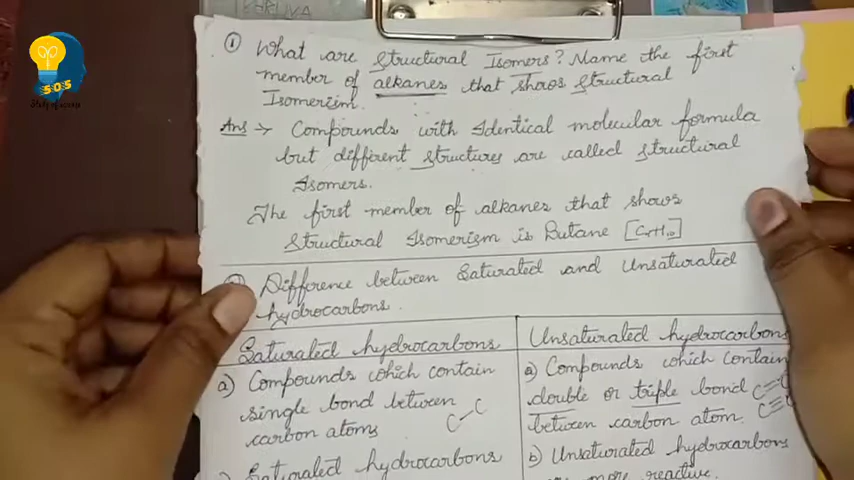 SOS
① What are Structural Isomers? Name the first
member of alkanes that shows Structural
Isomerism.
Ans → Compounds with Identical molecular formula
but different structures are called structural
Isomers.
The first member of alkanes that shows
structural Isomerism is Butane [C4H10]
Difference between Saturated and Unsaturated
hydrocarbons.
Saturated hydrocarbons
a) Compounds which contain
single bond between
carbon atoms
C-C
Saturated hydrocarbons
Unsaturated hydrocarbons
a) Compounds which contain
double or triple bond C=C
between carbon atom. C≡C
b) Unsaturated hydrocarbons
more reactive.